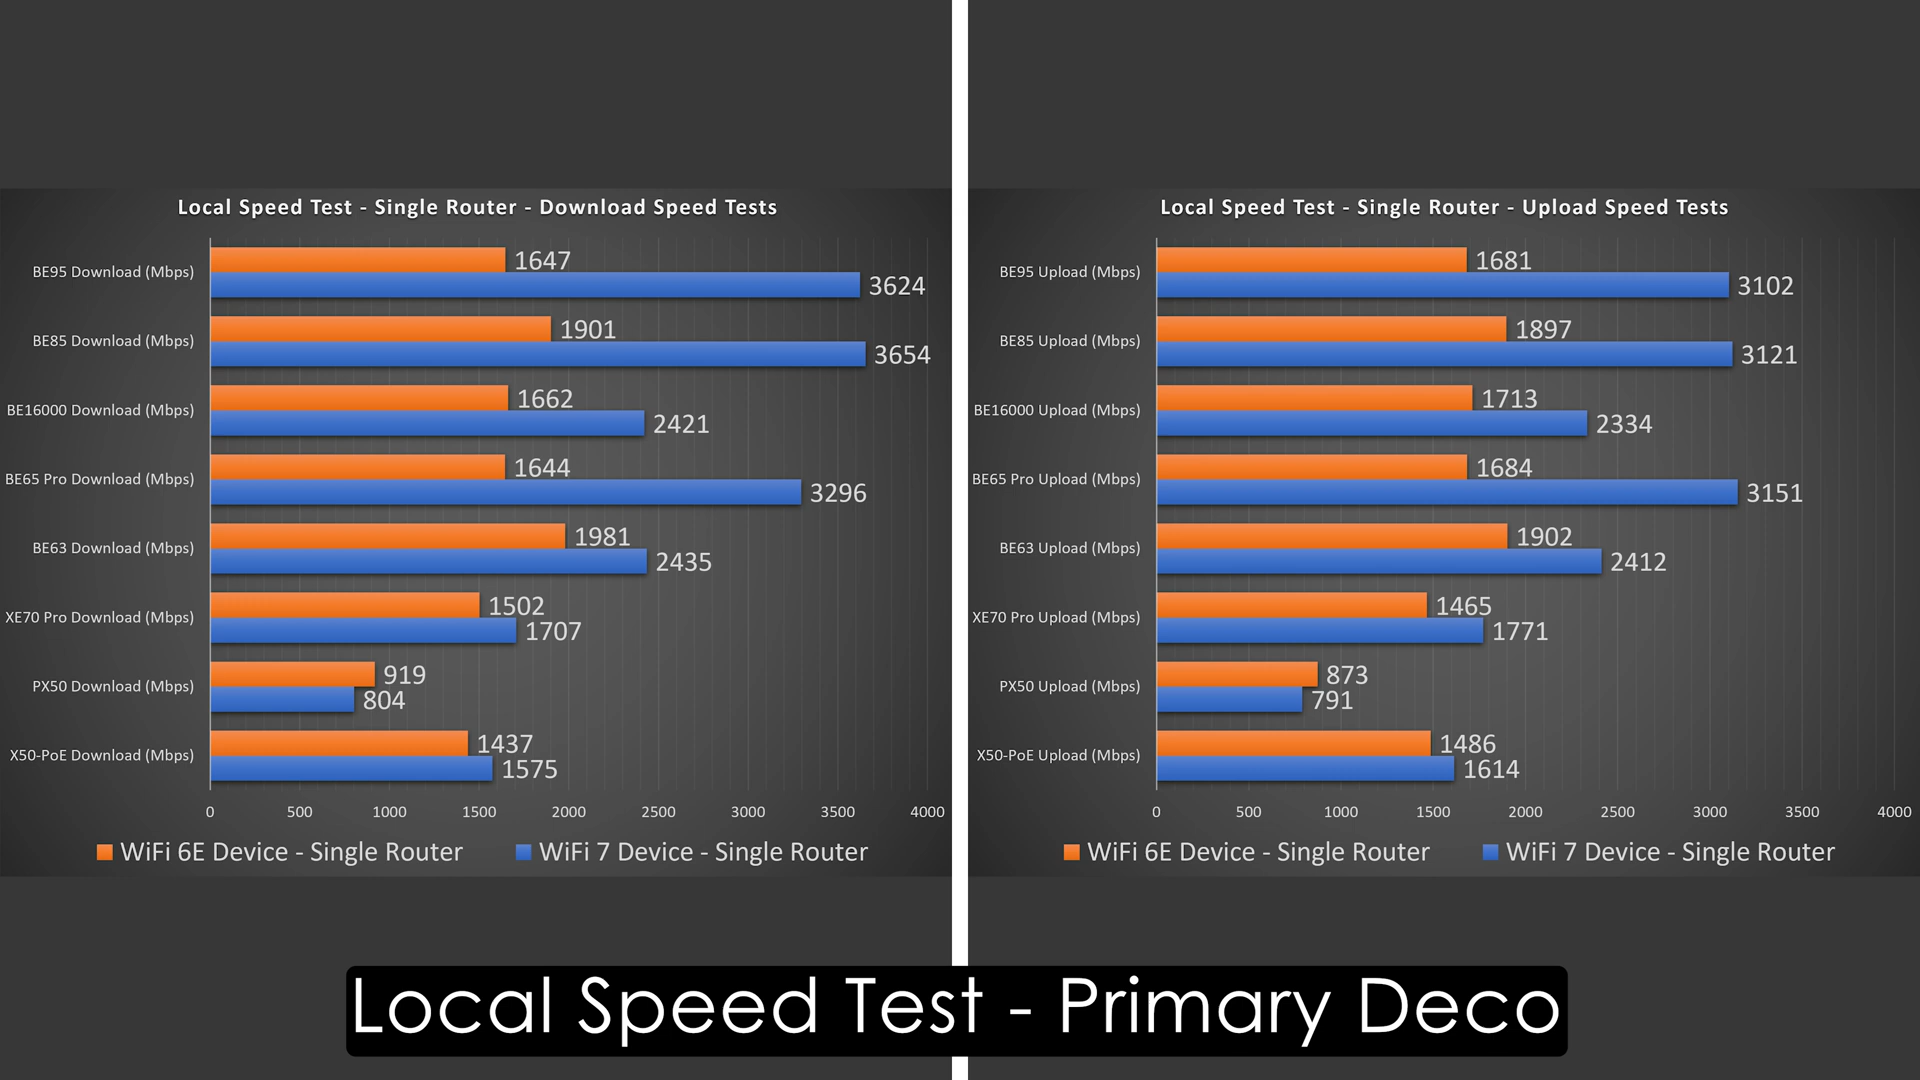 Local Speed Test - Single Router - Download Speed Tests
BE95 Download (Mbps)
1647
3624
BE85 Download (Mbps)
1901
3654
BE16000 Download (Mbps)
1662
2421
BE65 Pro Download (Mbps)
1644
3296
BE63 Download (Mbps)
1981
2435
XE70 Pro Download (Mbps)
1502
1707
PX50 Download (Mbps)
919
804
X50-PoE Download (Mbps)
1437
1575
0 500 1000 1500 2000 2500 3000 3500 4000
WiFi 6E Device - Single Router WiFi 7 Device - Single Router
Local Speed Test - Single Router - Upload Speed Tests
BE95 Upload (Mbps)
1681
3102
BE85 Upload (Mbps)
1897
3121
BE16000 Upload (Mbps)
1713
2334
BE65 Pro Upload (Mbps)
1684
3151
BE63 Upload (Mbps)
1902
2412
XE70 Pro Upload (Mbps)
1465
1771
PX50 Upload (Mbps)
873
791
X50-PoE Upload (Mbps)
1486
1614
0 500 1000 1500 2000 2500 3000 3500 4000
WiFi 6E Device - Single Router WiFi 7 Device - Single Router
Local Speed Test - Primary Deco